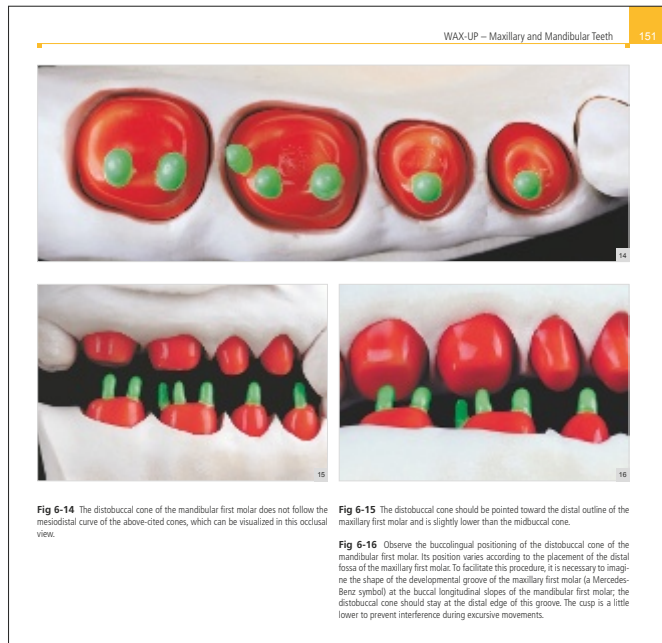 WAX-UP – Maxillary and Mandibular Teeth
151
14
15
16
Fig 6-14 The distobuccal cone of the mandibular first molar does not follow the
mesiodistal curve of the above-cited cones, which can be visualized in this occlusal
view.
Fig 6-15 The distobuccal cone should be pointed toward the distal outline of the
maxillary first molar and is slightly lower than the midbuccal cone.
Fig 6-16 Observe the buccolingual positioning of the distobuccal cone of the
mandibular first molar. Its position varies according to the placement of the distal
fossa of the maxillary first molar. To facilitate this procedure, it is necessary to imagi-
ne the shape of the developmental groove of the maxillary first molar (a Mercedes-
Benz symbol) at the buccal longitudinal slopes of the mandibular first molar; the
distobuccal cone should stay at the distal edge of this groove. The cusp is a little
lower to prevent interference during excursive movements.